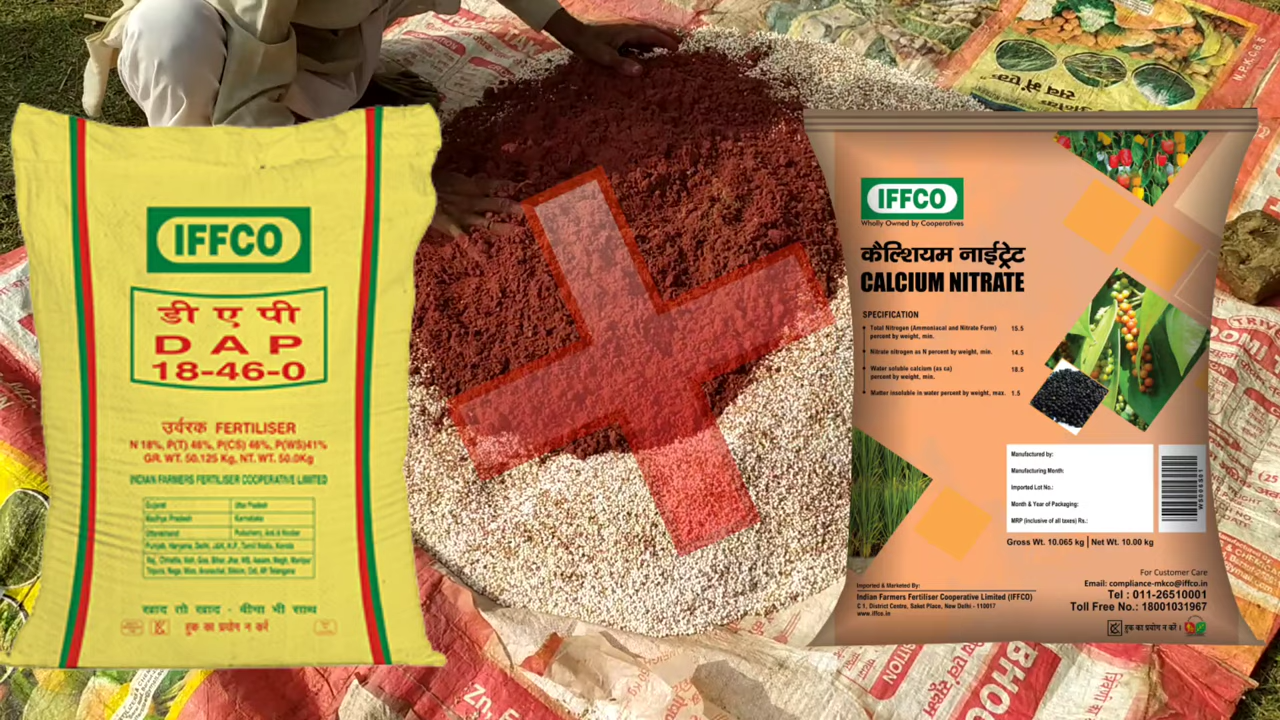 IFFCO
डी ए पी
DAP
18-46-0
उर्वरक FERTILISER
N 18%, P(T) 46%, P(CS) 46%, P(WS)41%
GR. WT. 50.125 Kg, NT. WT. 50.0Kg
INDIAN FARMERS FERTILISER COOPERATIVE LIMITED
Gujarat Uttar Pradesh
Madhya Pradesh Karnataka
Uttarakhand
खाद तो खाद - बीमा भी साथ
हुक का प्रयोग न करें
IFFCO
Wholly Owned by Cooperatives
कैल्शियम नाईट्रेट
CALCIUM NITRATE
SPECIFICATION
Total Nitrogen (Ammoniacal and Nitrate Form) 15.5
percent by weight, min.
Nitrate nitrogen as N percent by weight, min. 14.5
Water soluble calcium (as ca) 18.5
percent by weight, min.
Matter insoluble in water percent by weight, max. 1.5
Manufactured by:
Manufacturing Month:
Imported Lot No.:
Month & Year of Packaging:
MRP (inclusive of all taxes) Rs.:
Gross Wt. 10.065 kg | Net Wt. 10.00 kg
For Customer Care
Email: compliance-mkco@iffco.in
Tel : 011-26510001
Toll Free No.: 18001031967
Imported & Marketed By:
Indian Farmers Fertiliser Cooperative Limited (IFFCO)
C 1, District Centre, Saket Place, New Delhi - 110017
www.iffco.in
हुक का प्रयोग न करें।
Zn,
BHOO